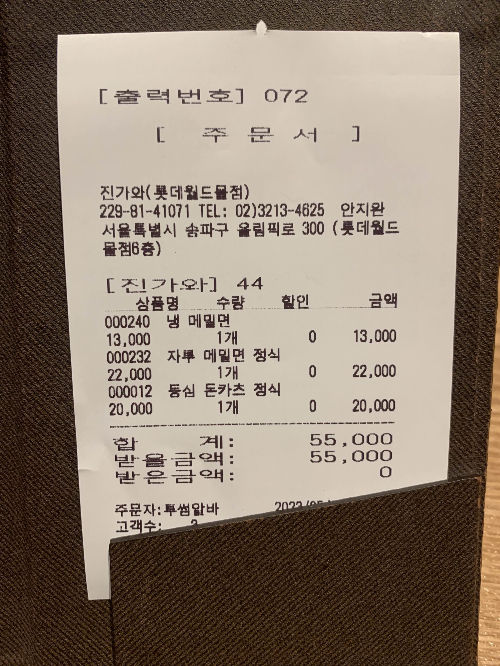 [출력번호] 072
[ 주 문 서 ]
진가와(롯데월드몰점)
229-81-41071 TEL: 02)3213-4625 안지완
서울특별시 송파구 올림픽로 300 (롯데월드
몰점6층)
[진가와] 44
상품명 수량 할인 금액
000240 냉 메밀면
13,000 1개 0 13,000
000232 자루 메밀면 정식
22,000 1개 0 22,000
000012 등심 돈카츠 정식
20,000 1개 0 20,000
합 계: 55,000
받을금액: 55,000
받은금액: 0
주문자:투썸알바
고객수: